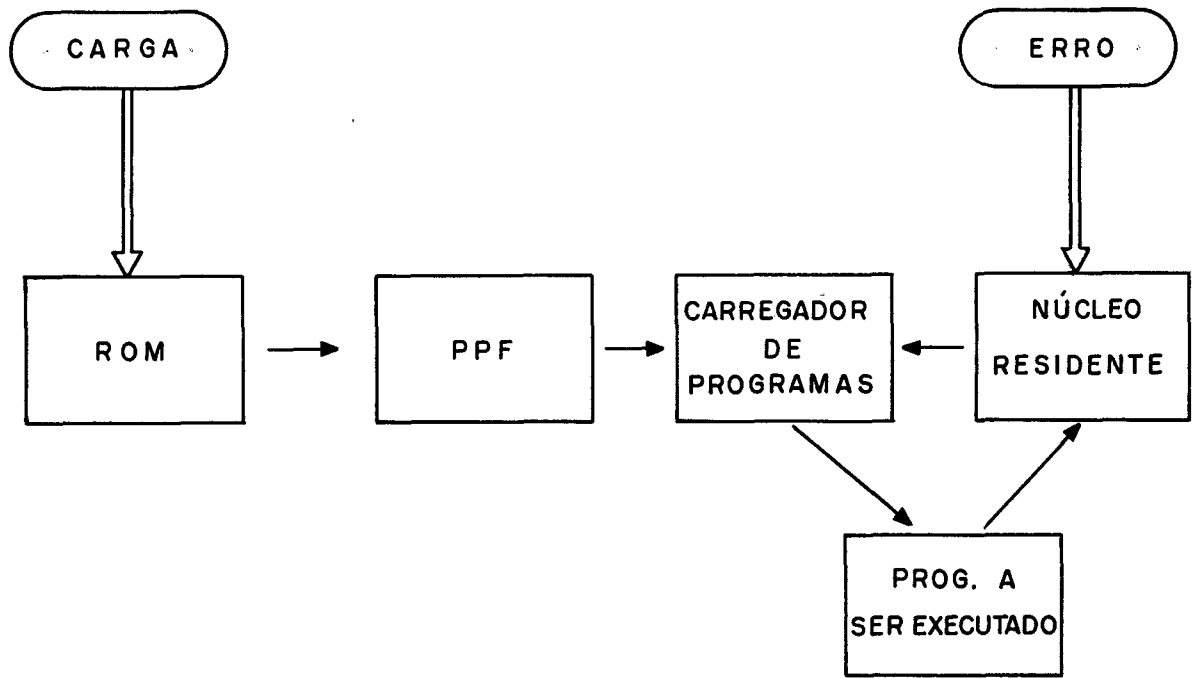 CARGA
ERRO
ROM
PPF
CARREGADOR
DE
PROGRAMAS
NÚCLEO
RESIDENTE
PROG. A
SER EXECUTADO